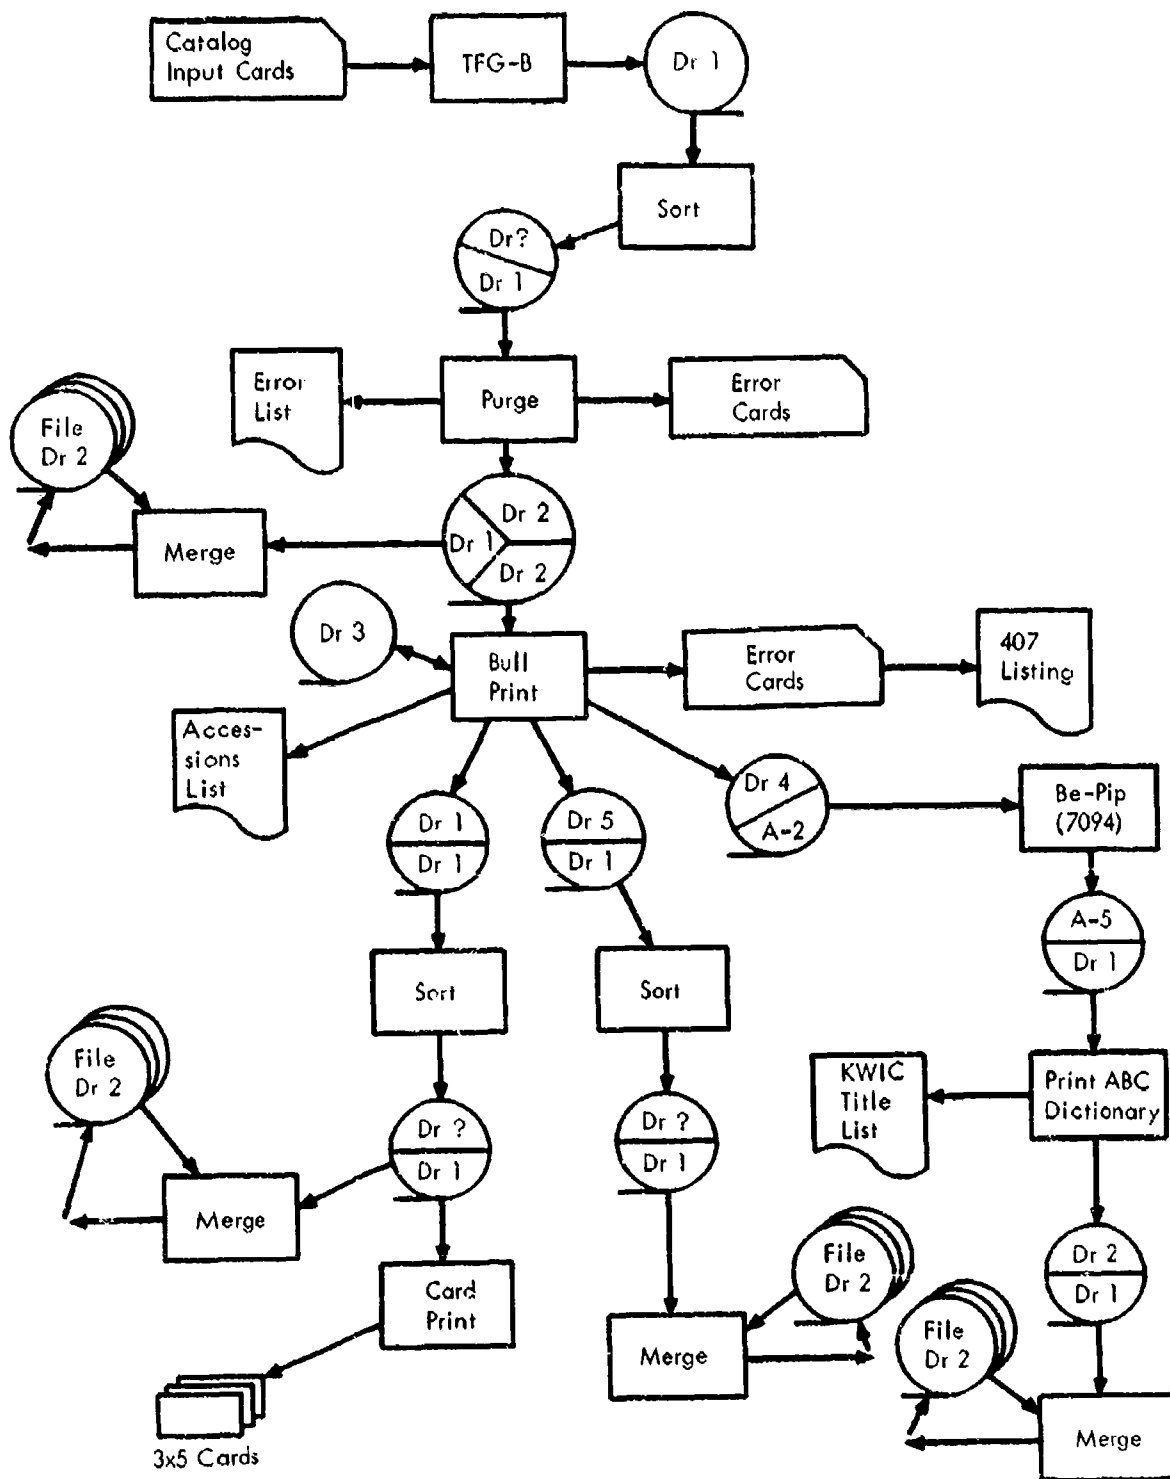 Catalog
Input Cards
TFG-B
Dr 1
Sort
Dr?
Dr 1
Error
List
Purge
Error
Cards
File
Dr 2
Merge
Dr 2
Dr 1
Dr 2
Dr 3
Bull
Print
Error
Cards
407
Listing
Acces-
sions
List
Dr 1
Dr 1
Dr 5
Dr 1
Dr 4
A-2
Be-Pip
(7094)
A-5
Dr 1
Sort
Sort
File
Dr 2
KWIC
Title
List
Print ABC
Dictionary
Dr ?
Dr 1
Dr ?
Dr 1
Merge
Card
Print
File
Dr 2
Dr 2
Dr 1
Merge
File
Dr 2
Merge
3x5 Cards